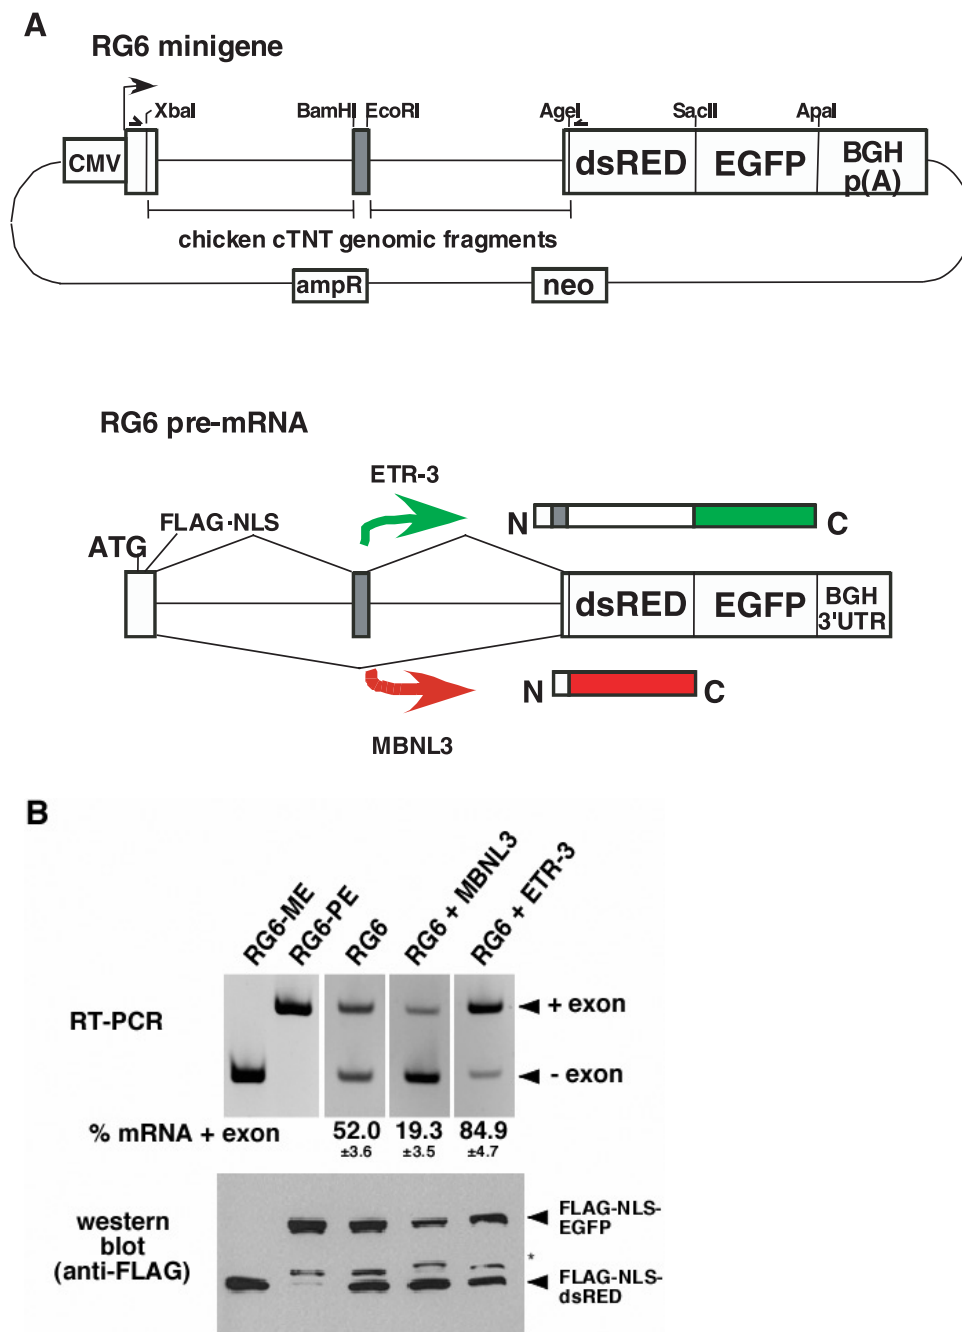 A
RG6 minigene
XbaI
BamHI
EcoRI
AgeI
SacII
ApaI
CMV
dsRED
EGFP
BGH
p(A)
chicken cTNT genomic fragments
ampR
neo
RG6 pre-mRNA
ETR-3
FLAG-NLS
ATG
N
C
dsRED
EGFP
BGH
3'UTR
N
C
MBNL3
B
RG6-ME
RG6-PE
RG6
RG6 + MBNL3
RG6 + ETR-3
RT-PCR
+ exon
- exon
% mRNA + exon
52.0 19.3 84.9
±3.6 ±3.5 ±4.7
western
blot
(anti-FLAG)
FLAG-NLS-
EGFP
*
FLAG-NLS-
dsRED